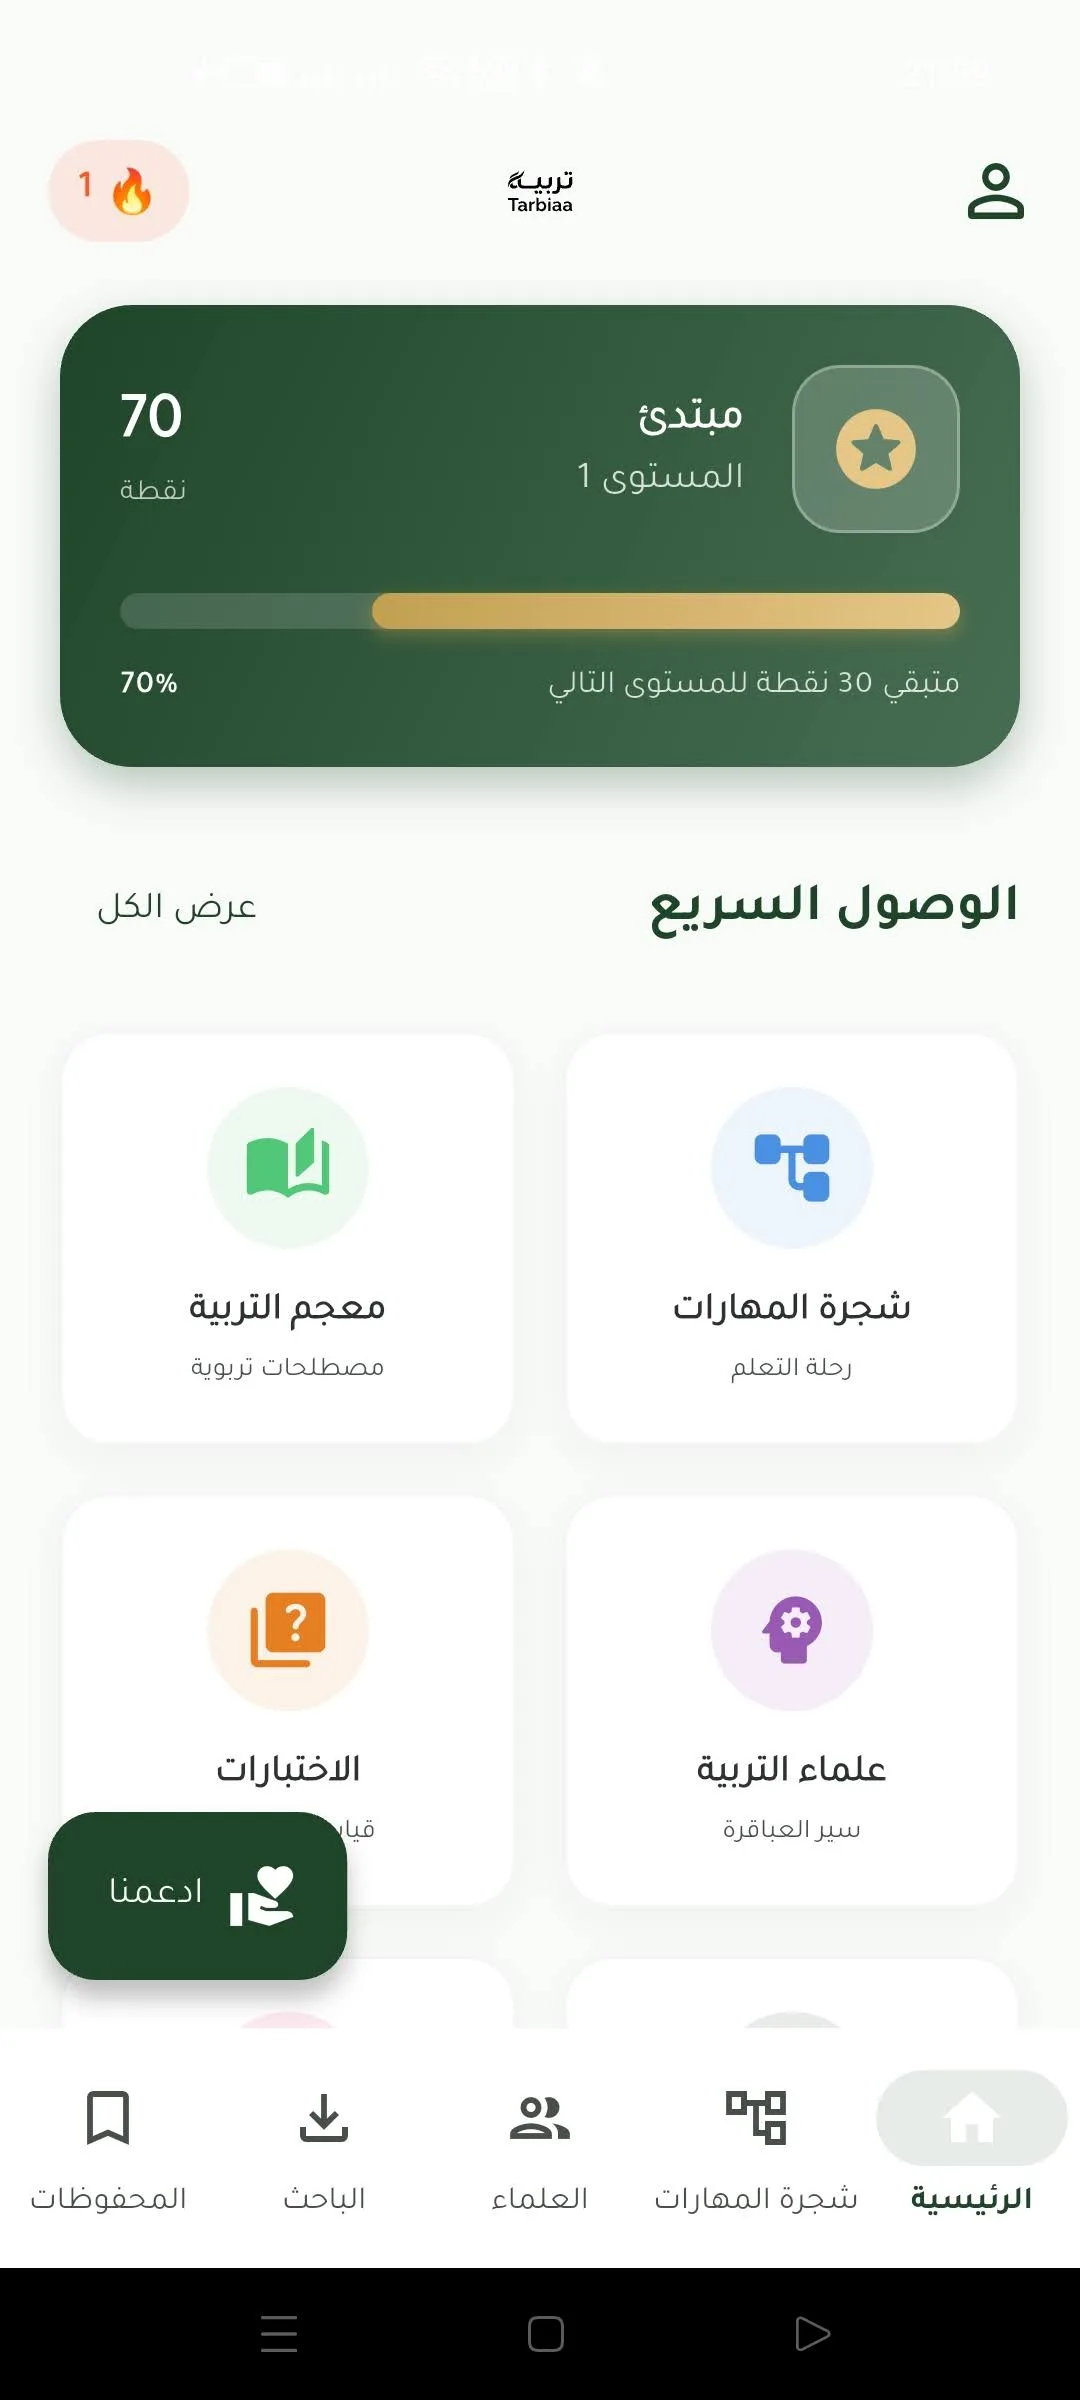 1
تربية
Tarbiaa
مبتدئ
70
المستوى 1
نقطة
متبقي 30 نقطة للمستوى التالي
70%
الوصول السريع
عرض الكل
شجرة المهارات
رحلة التعلم
معجم التربية
مصطلحات تربوية
علماء التربية
سير العباقرة
الاختبارات
ادعمنا
الرئيسية
شجرة المهارات
العلماء
الباحث
المحفوظات